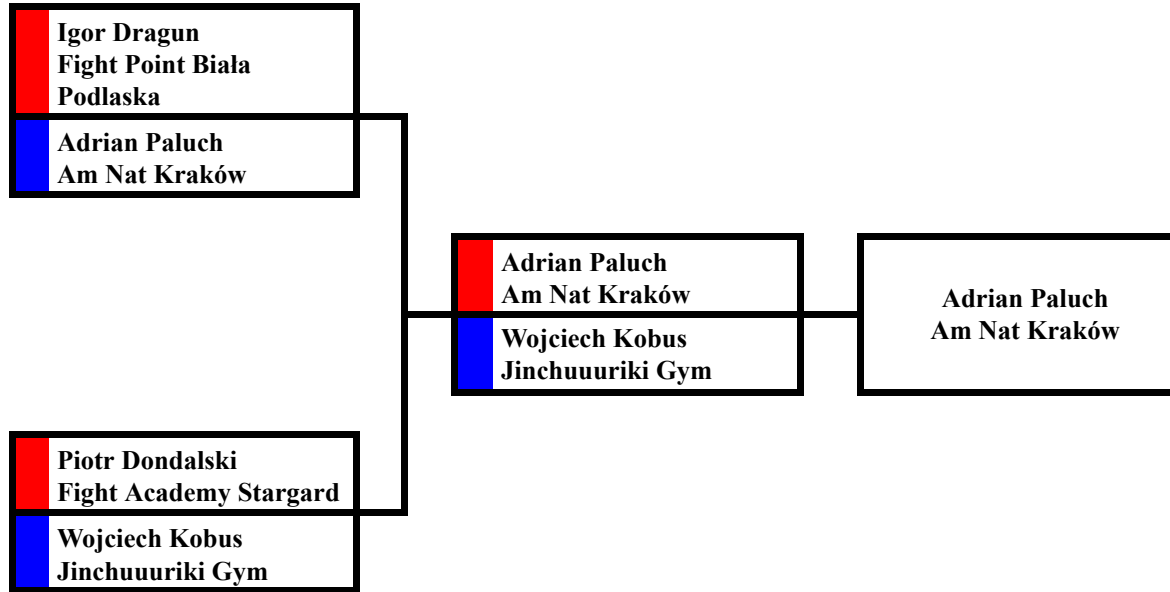 Igor Dragun
Fight Point Biała
Podlaska
Adrian Paluch
Am Nat Kraków
Adrian Paluch
Am Nat Kraków
Wojciech Kobus
Jinchuuuriki Gym
Adrian Paluch
Am Nat Kraków
Piotr Dondalski
Fight Academy Stargard
Wojciech Kobus
Jinchuuuriki Gym